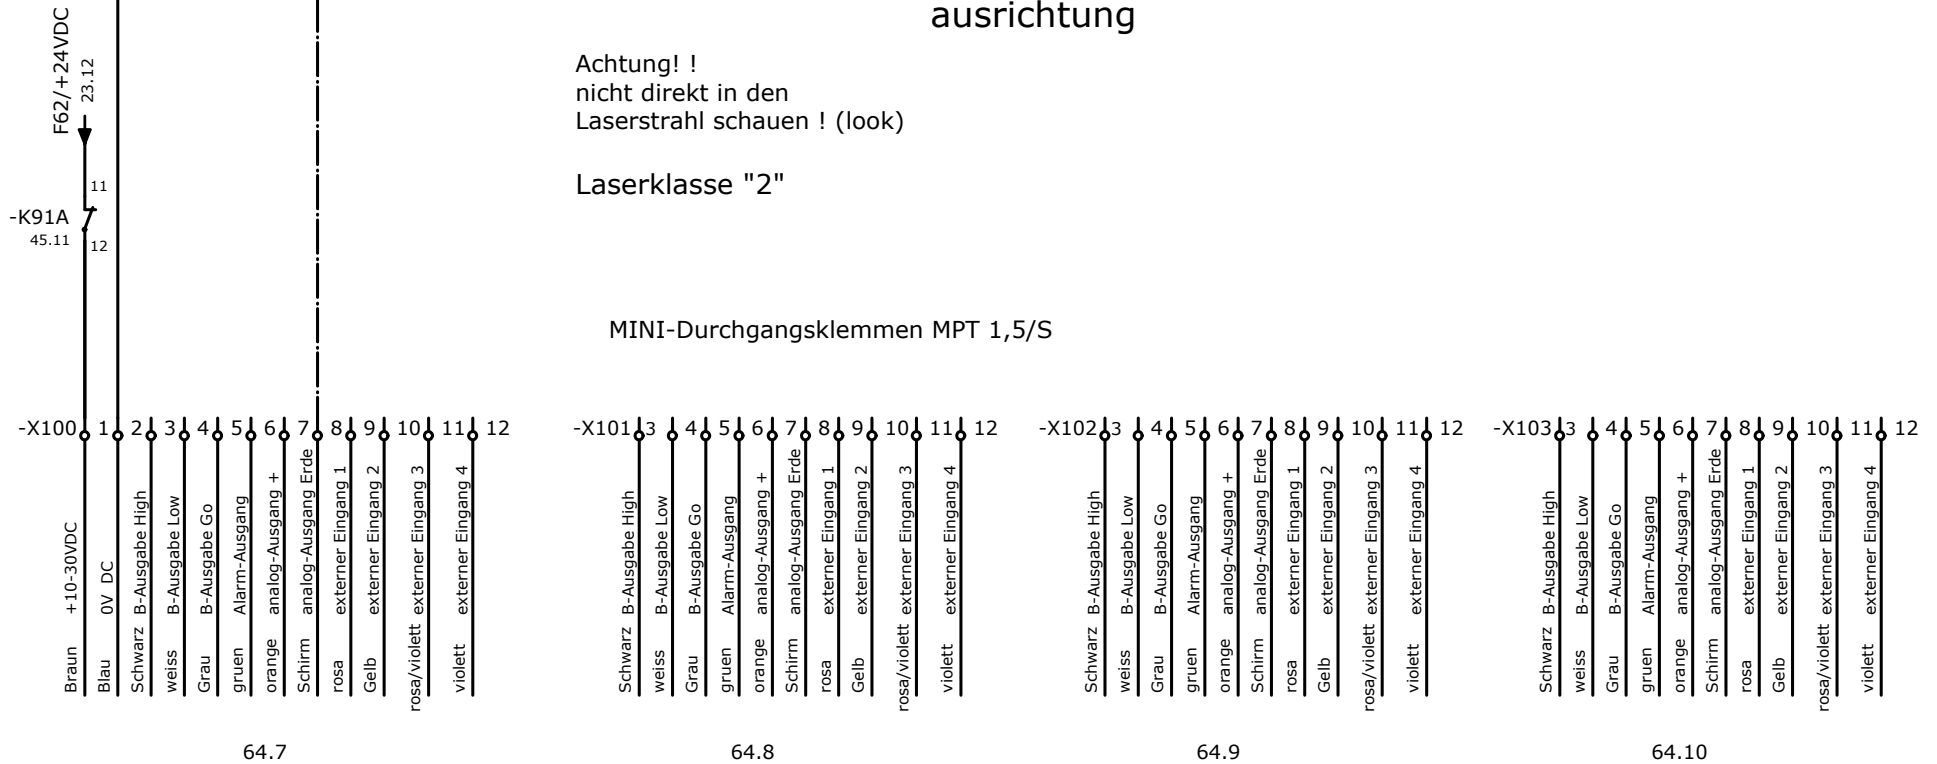 ausrichtung
F62/+24VDC
23.12
Achtung! !
nicht direkt in den
Laserstrahl schauen ! (look)
Laserklasse "2"
11
-K91A
45.11
12
MINI-Durchgangsklemmen MPT 1,5/S
-X100 1 2 3 4 5 6 7 8 9 10 11 12
-X101 3 4 5 6 7 8 9 10 11 12
-X102 3 4 5 6 7 8 9 10 11 12
-X103 3 4 5 6 7 8 9 10 11 12
Braun +10-30VDC
Blau 0V DC
Schwarz B-Ausgabe High
weiss B-Ausgabe Low
Grau B-Ausgabe Go
gruen Alarm-Ausgang
orange analog-Ausgang +
Schirm analog-Ausgang Erde
rosa externer Eingang 1
Gelb externer Eingang 2
rosa/violett externer Eingang 3
violett externer Eingang 4
Schwarz B-Ausgabe High
weiss B-Ausgabe Low
Grau B-Ausgabe Go
gruen Alarm-Ausgang
orange analog-Ausgang +
Schirm analog-Ausgang Erde
rosa externer Eingang 1
Gelb externer Eingang 2
rosa/violett externer Eingang 3
violett externer Eingang 4
Schwarz B-Ausgabe High
weiss B-Ausgabe Low
Grau B-Ausgabe Go
gruen Alarm-Ausgang
orange analog-Ausgang +
Schirm analog-Ausgang Erde
rosa externer Eingang 1
Gelb externer Eingang 2
rosa/violett externer Eingang 3
violett externer Eingang 4
Schwarz B-Ausgabe High
weiss B-Ausgabe Low
Grau B-Ausgabe Go
gruen Alarm-Ausgang
orange analog-Ausgang +
Schirm analog-Ausgang Erde
rosa externer Eingang 1
Gelb externer Eingang 2
rosa/violett externer Eingang 3
violett externer Eingang 4
64.7
64.8
64.9
64.10